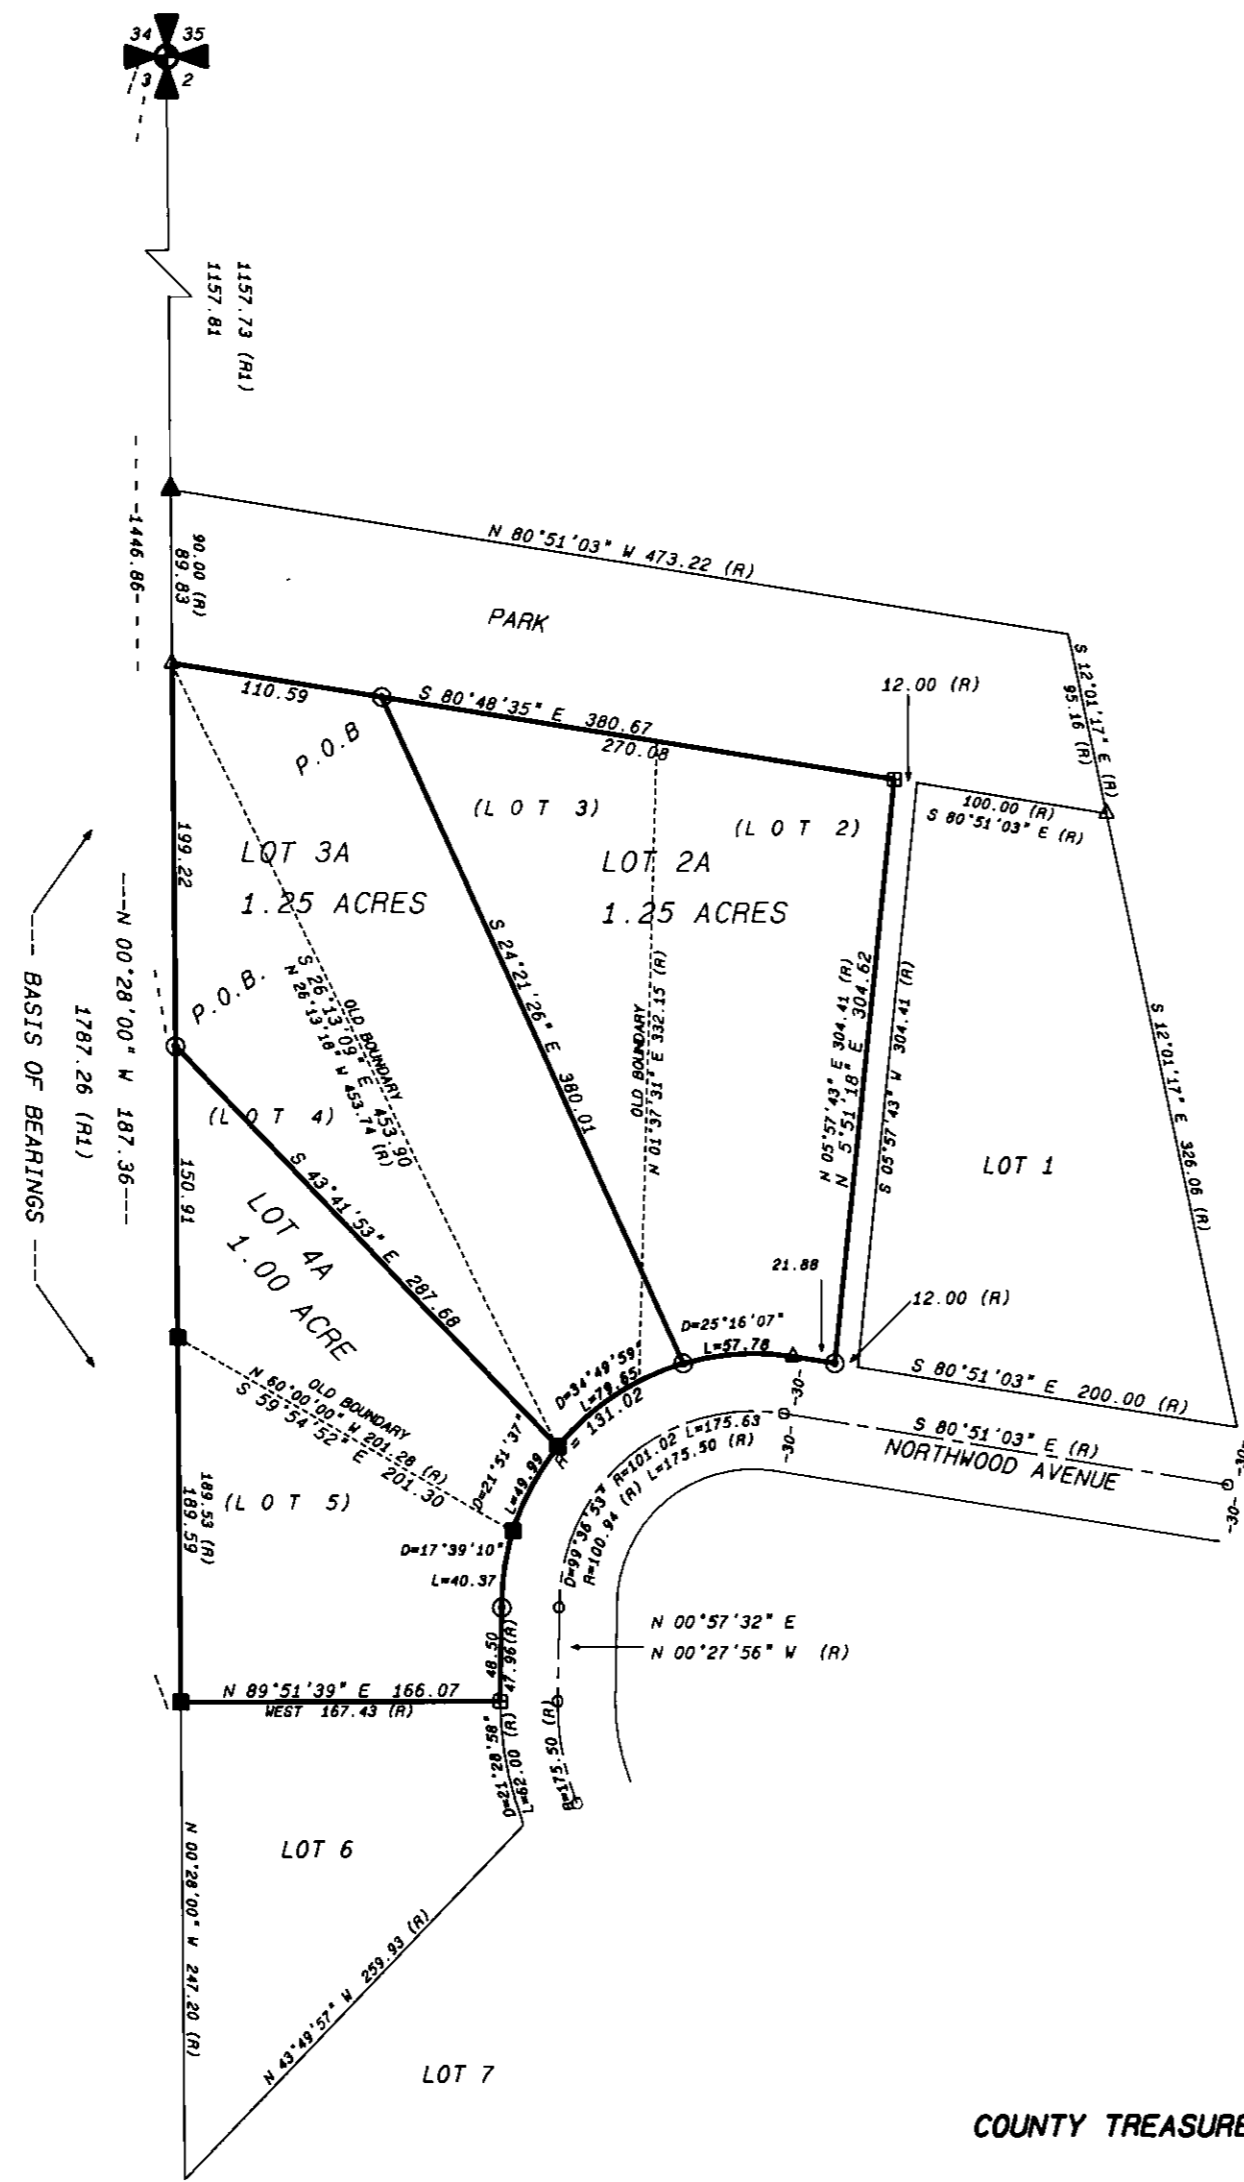 34 35
3 2
1157.73 (R1)
1157.81
--1446.86--
90.00 (R)
89.83
N 80°51'03" W 473.22 (R)
PARK
S 12°01'17" E (R)
95.16 (R)
110.59
S 80°48'35" E 380.67
270.08
12.00 (R)
100.00 (R)
S 80°51'03" E (R)
P.O.B
(LOT 3)
(LOT 2)
199.22
LOT 3A
1.25 ACRES
LOT 2A
1.25 ACRES
S 24°21'26" E 380.01
OLD BOUNDARY
N 01°37'31" E 332.15 (R)
N 05°57'43" E 304.41 (R)
N 5°51'18" E 304.62
S 05°57'43" W 304.41 (R)
S 12°01'17" E 326.06 (R)
LOT 1
---N 00°28'00" W 187.36---
1787.26 (R1)
--- BASIS OF BEARINGS ---
P.O.B.
OLD BOUNDARY
S 26°13'09" E 453.90
N 26°13'18" W 453.74 (R)
(LOT 4)
150.91
S 43°41'53" E 287.68
LOT 4A
1.00 ACRE
21.88
12.00 (R)
D=25°16'07"
L=57.78
D=34°49'59"
L=79.65
R = 131.02
S 80°51'03" E 200.00 (R)
-30-
-30-
S 80°51'03" E (R)
NORTHWOOD AVENUE
-30-
-30-
OLD BOUNDARY
N 60°00'00" W 201.28 (R)
S 59°54'52" E 201.30
D=21°51'37"
L=49.99
D=99°36'53" R=101.02 L=175.63
R=100.94 (R) L=175.50 (R)
189.53 (R)
189.59
(LOT 5)
D=17°39'10"
L=40.37
48.50
47.96(R)
N 00°57'32" E
N 00°27'56" W (R)
N 89°51'39" E 166.07
WEST 167.43 (R)
D=21°28'58"
L=62.00 (R)
R=175.50 (R)
LOT 6
N 00°28'00" W 247.20 (R)
N 43°49'57" W 259.93 (R)
LOT 7
COUNTY TREASURE